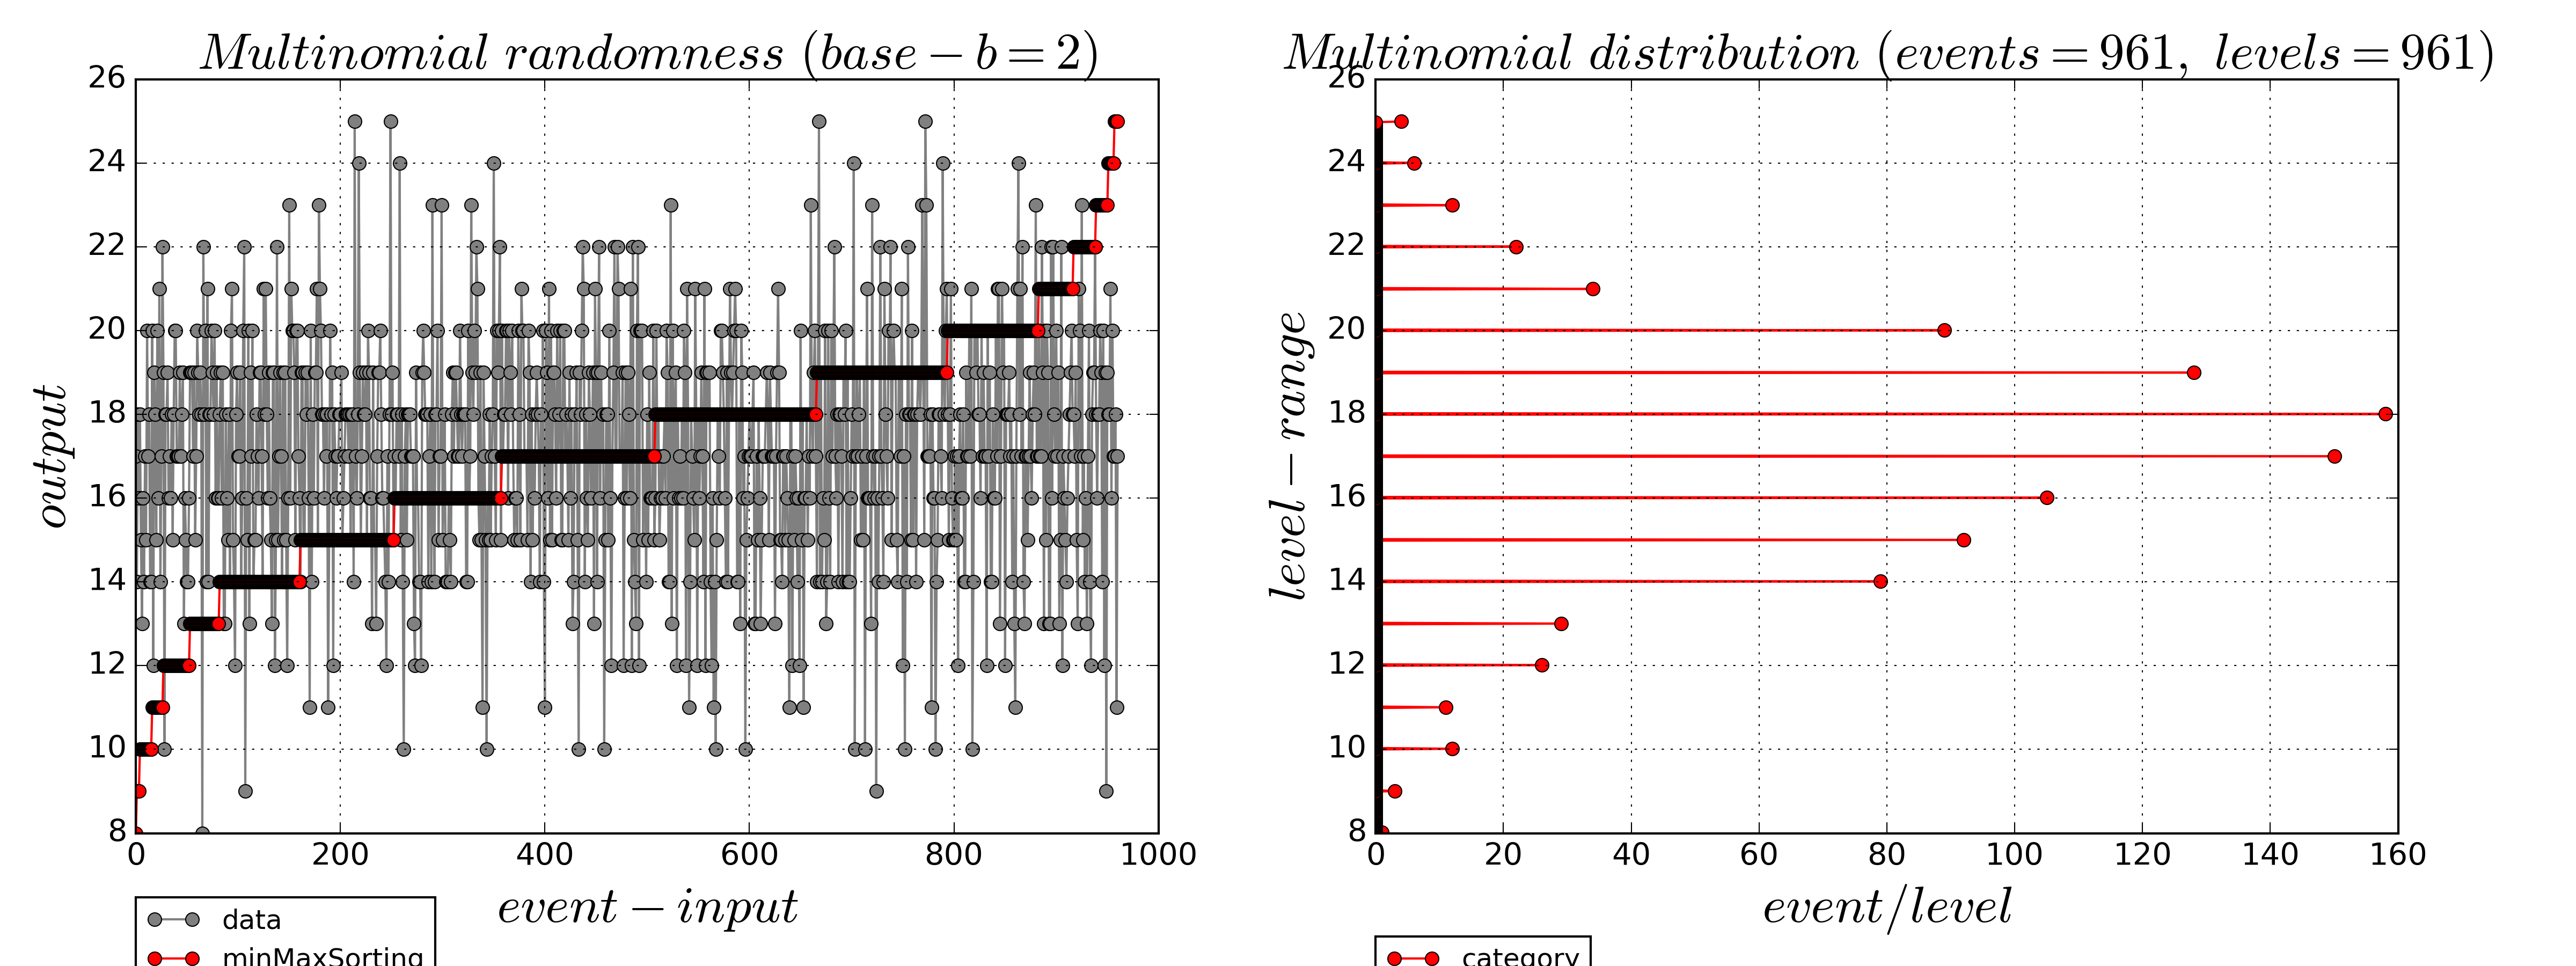 Multinomial randomness (base − b = 2)
26
24
22
20
18
16
14
12
10
8
output
0 200 400 600 800 1000
event − input
data
minMaxSorting
Multinomial distribution (events = 961, levels = 961)
26
24
22
20
18
16
14
12
10
8
level − range
0 20 40 60 80 100 120 140 160
event/level
category